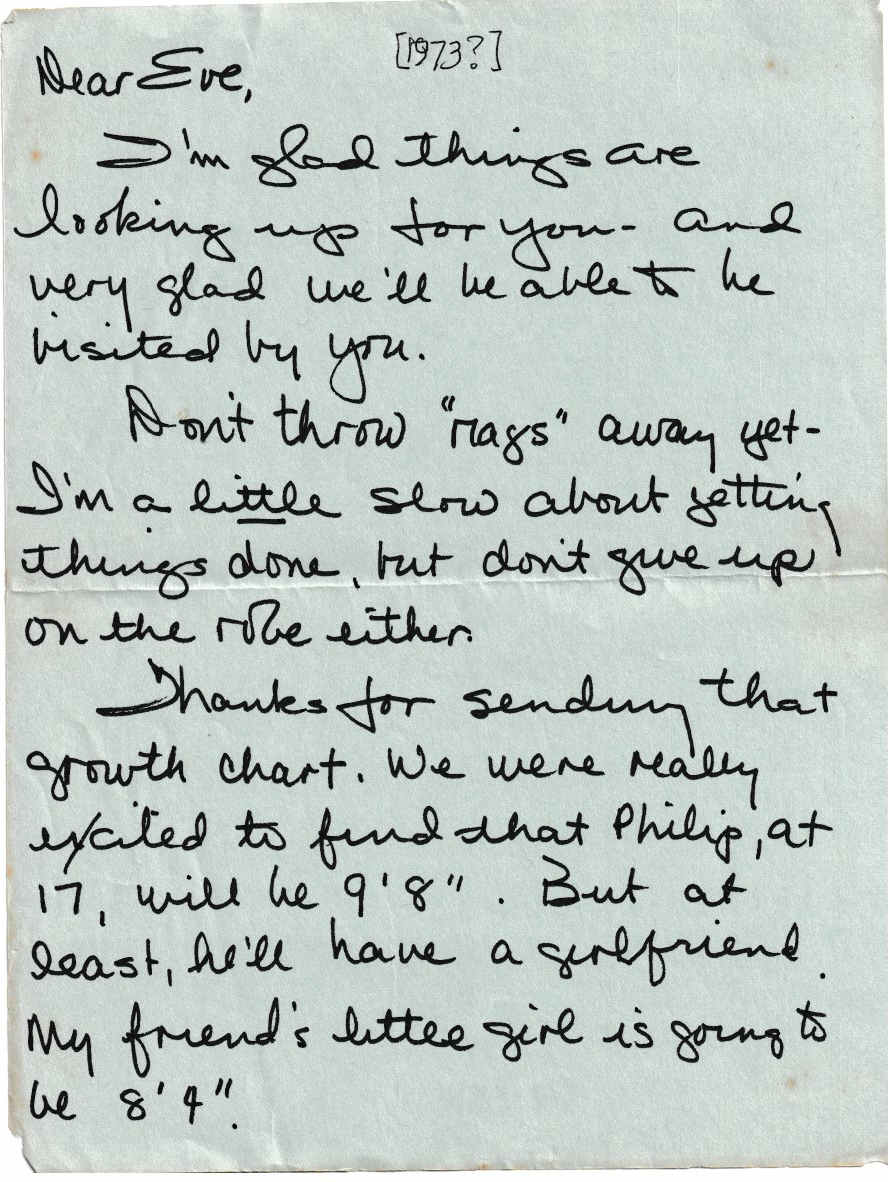 [1973?]
Dear Eve,
I'm glad things are
looking up for you - and
very glad we'll be able to be
visited by you.
Don't throw "rags" away yet -
I'm a little slow about getting
things done, but don't give up
on the robe either.
Thanks for sending that
growth chart. We were really
excited to find that Philip, at
17, will be 9'8". But at
least, he'll have a girlfriend.
My friend's little girl is going to
be 8'4".